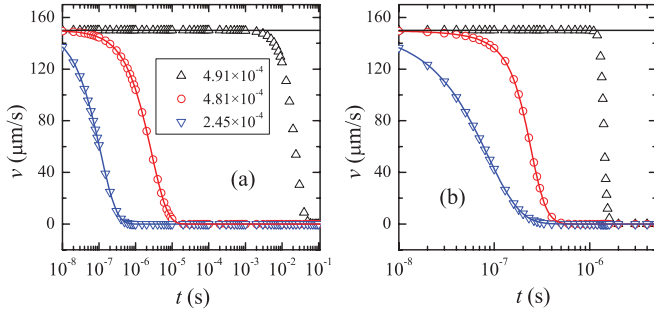 160
120
80
40
0
v (μm/s)
4.91×10⁻⁴
4.81×10⁻⁴
2.45×10⁻⁴
(a)
10⁻⁸ 10⁻⁷ 10⁻⁶ 10⁻⁵ 10⁻⁴ 10⁻³ 10⁻² 10⁻¹
t (s)
160
120
80
40
0
v (μm/s)
(b)
10⁻⁸ 10⁻⁷ 10⁻⁶
t (s)